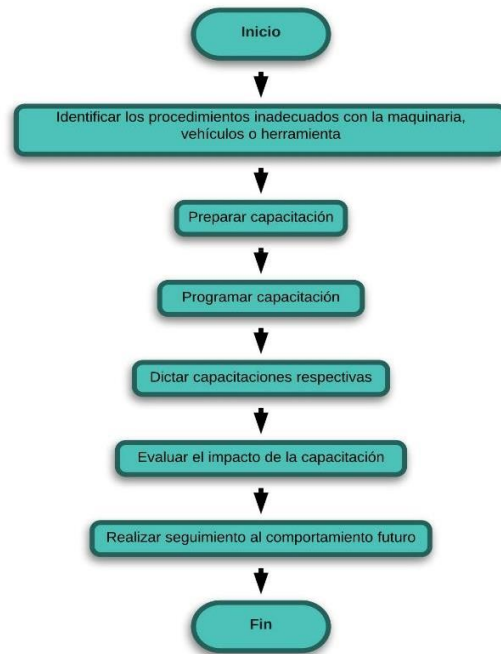 Inicio
Identificar los procedimientos inadecuados con la maquinaria,
vehículos o herramienta
Preparar capacitación
Programar capacitación
Dictar capacitaciones respectivas
Evaluar el impacto de la capacitación
Realizar seguimiento al comportamiento futuro
Fin